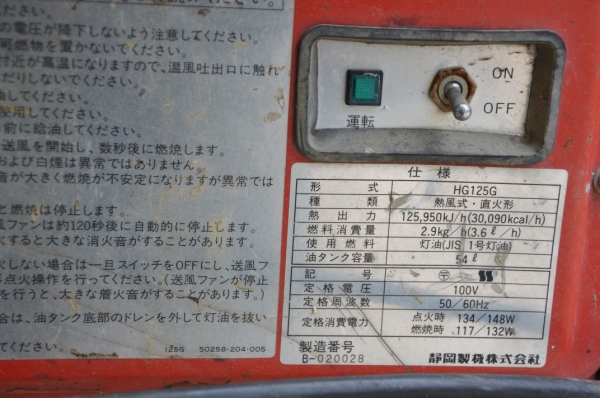 の電圧が降下しないよう注意してください。
可燃物を置かないでください。
付近が高温になりますので、温風吐出口に触れ
だりしないでください。
してください。
使用してください。
前に給油してください。
送風を開始し、数秒後に燃焼します。
および白煙は異常ではありません。
音が大きく燃焼が不安定になりますが異常では
と燃焼は停止します。
風ファンは約120秒後に自動的に停止します。
すると大きな消火音がすることがあります。
しない場合は一旦スイッチをOFFにし、送風フ
点火操作を行ってください。(送風ファンが停止
を行うと、大きな着火音がすることがあります。)
合は、油タンク底部のドレンを外して灯油を抜い
てください。
125G 50258-204-005
ON
OFF
運転
仕様
形式 HG125G
種類 熱風式・直火形
熱出力 125,950kJ/h(30,090kcal/h)
燃料消費量 2.9kg/h(3.6ℓ/h)
使用燃料 灯油(JIS 1号灯油)
油タンク容量 54ℓ
記号
定格電圧 100V
定格周波数 50/60Hz
定格消費電力 点火時 134/148W
燃焼時 117/132W
製造番号
B-020028
静岡製機株式会社